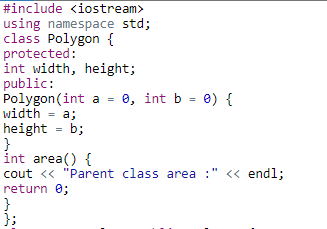 #include <iostream>
using namespace std;
class Polygon {
protected:
int width, height;
public:
Polygon(int a = 0, int b = 0) {
width = a;
height = b;
}
int area() {
cout << "Parent class area :" << endl;
return 0;
}
};